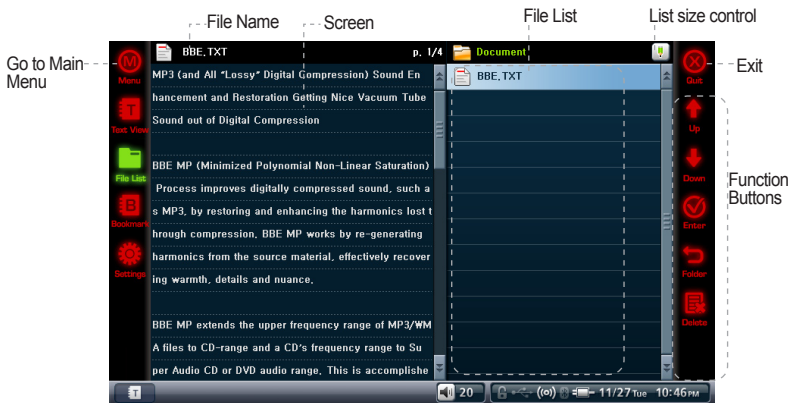 File Name
Screen
File List
List size control
Go to Main
Menu
Exit
Function
Buttons
M
Menu
T
Text View
File List
B
Bookmark
Settings
BBE.TXT
p. 1/4
MP3 (and All "Lossy" Digital Compression) Sound En
hancement and Restoration Getting Nice Vacuum Tube
Sound out of Digital Compression
BBE MP (Minimized Polynomial Non-Linear Saturation)
Process improves digitally compressed sound, such a
s MP3, by restoring and enhancing the harmonics lost t
hrough compression. BBE MP works by re-generating
harmonics from the source material, effectively recover
ing warmth, details and nuance.
BBE MP extends the upper frequency range of MP3/₩M
A files to CD-range and a CD's frequency range to Su
per Audio CD or DVD audio range. This is accomplishe
Document
BBE.TXT
Quit
Up
Down
Enter
Folder
Delete
T
20
11/27 Tue 10:46 PM